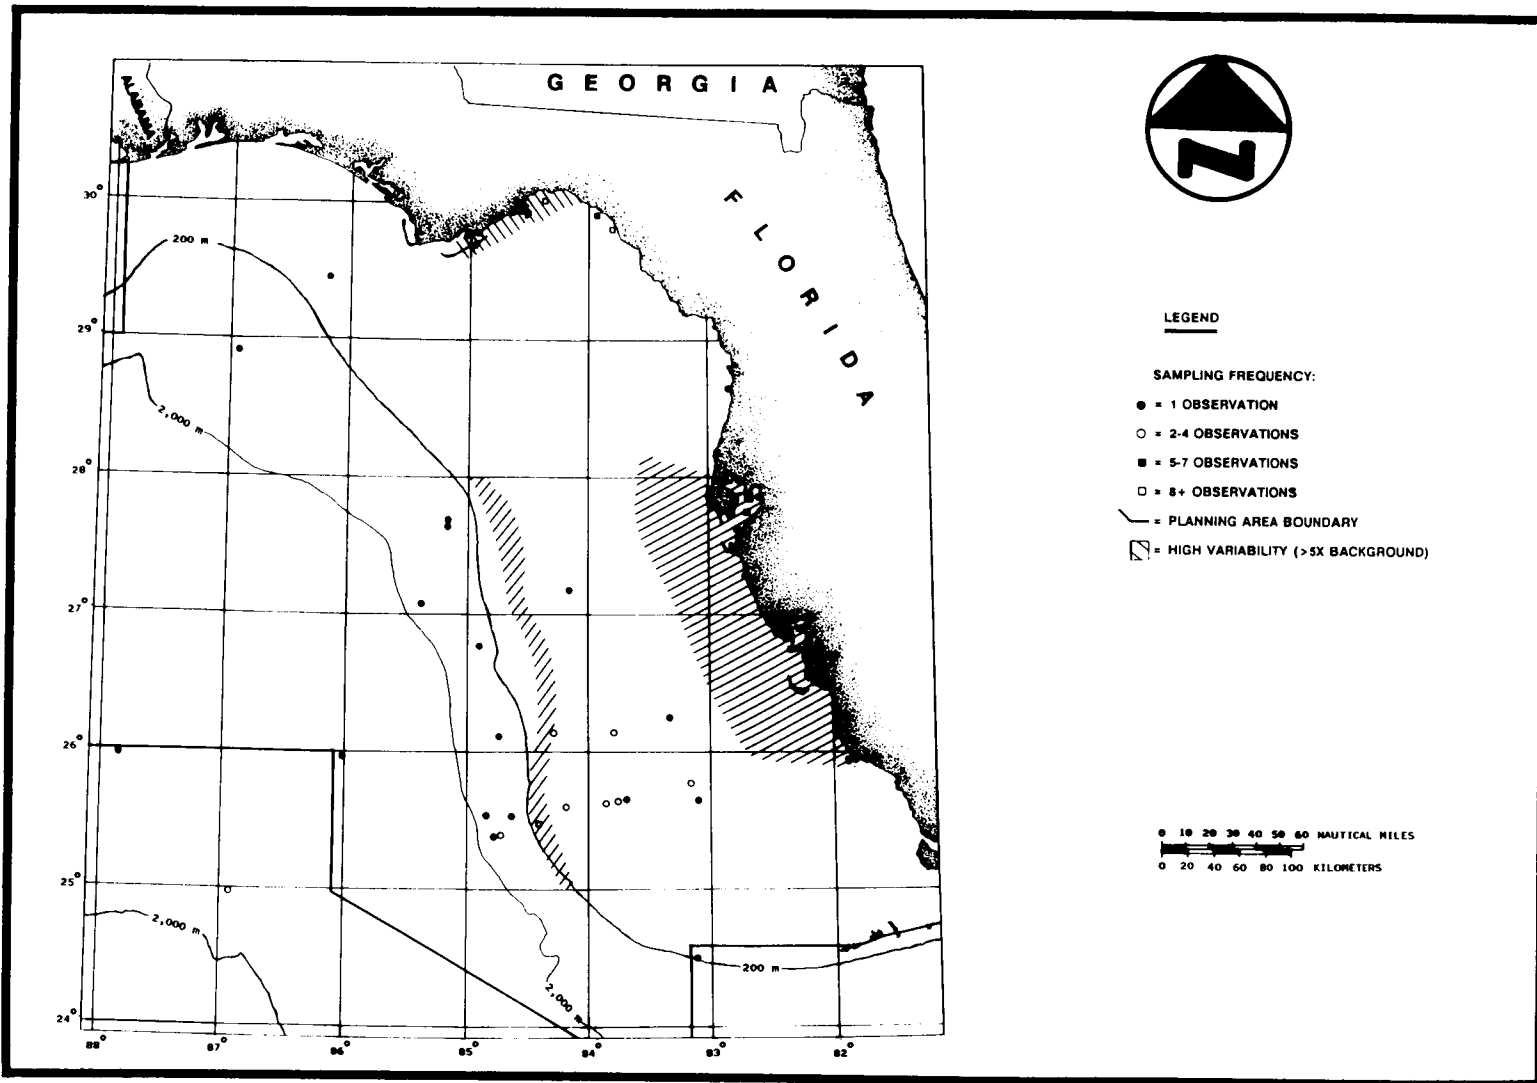 GEORGIA
ALABAMA
FLORIDA
N
30°
29°
28°
27°
26°
25°
24°
88°
87°
86°
85°
84°
83°
82°
200 m
2,000 m
2,000 m
2,000 m
200 m
LEGEND
SAMPLING FREQUENCY:
= 1 OBSERVATION
= 2-4 OBSERVATIONS
= 5-7 OBSERVATIONS
= 8+ OBSERVATIONS
= PLANNING AREA BOUNDARY
= HIGH VARIABILITY (>5X BACKGROUND)
0 10 20 30 40 50 60 NAUTICAL MILES
0 20 40 60 80 100 KILOMETERS